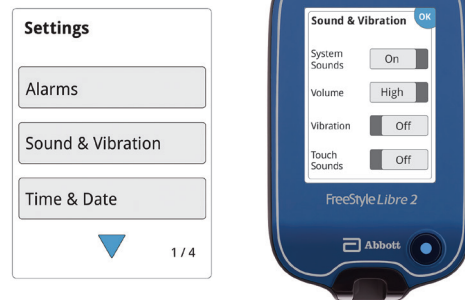 Settings
Alarms
Sound & Vibration
Time & Date
1 / 4
Sound & Vibration
OK
System
Sounds
On
Volume
High
Vibration
Off
Touch
Sounds
Off
FreeStyle Libre 2
Abbott